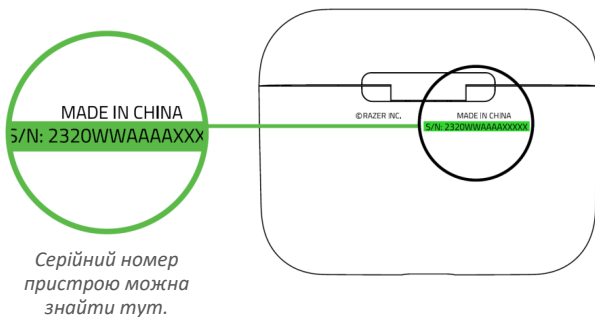 MADE IN CHINA
S/N: 2320WWAAAAXXX
©RAZER INC.
MADE IN CHINA
S/N: 2320WWAAAAXXXXX
Серійний номер
пристрою можна
знайти тут.